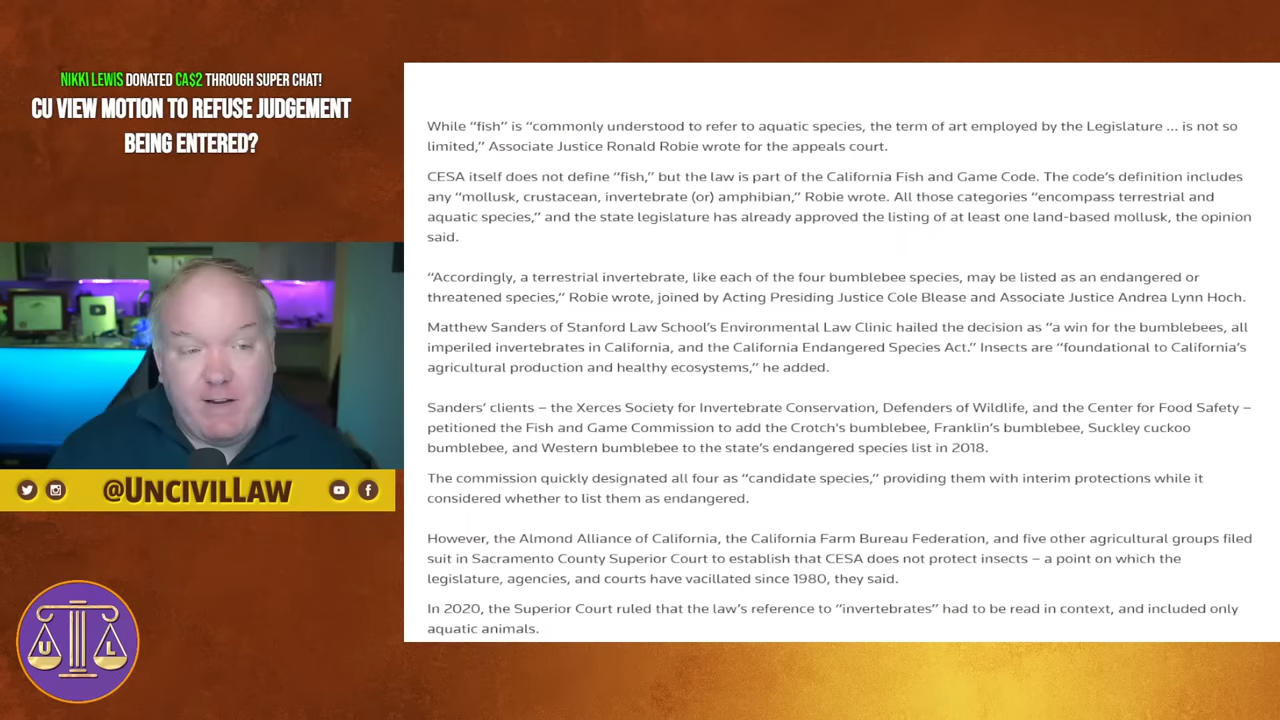 NIKKI LEWIS DONATED CA$2 THROUGH SUPER CHAT!
CU VIEW MOTION TO REFUSE JUDGEMENT
BEING ENTERED?
@UNCIVILLAW
U L
While “fish” is “commonly understood to refer to aquatic species, the term of art employed by the Legislature ... is not so
limited,” Associate Justice Ronald Robie wrote for the appeals court.
CESA itself does not define “fish,” but the law is part of the California Fish and Game Code. The code’s definition includes
any “mollusk, crustacean, invertebrate (or) amphibian,” Robie wrote. All those categories “encompass terrestrial and
aquatic species,” and the state legislature has already approved the listing of at least one land-based mollusk, the opinion
said.
“Accordingly, a terrestrial invertebrate, like each of the four bumblebee species, may be listed as an endangered or
threatened species,” Robie wrote, joined by Acting Presiding Justice Cole Blease and Associate Justice Andrea Lynn Hoch.
Matthew Sanders of Stanford Law School’s Environmental Law Clinic hailed the decision as “a win for the bumblebees, all
imperiled invertebrates in California, and the California Endangered Species Act.” Insects are “foundational to California’s
agricultural production and healthy ecosystems,” he added.
Sanders’ clients – the Xerces Society for Invertebrate Conservation, Defenders of Wildlife, and the Center for Food Safety –
petitioned the Fish and Game Commission to add the Crotch's bumblebee, Franklin’s bumblebee, Suckley cuckoo
bumblebee, and Western bumblebee to the state’s endangered species list in 2018.
The commission quickly designated all four as “candidate species,” providing them with interim protections while it
considered whether to list them as endangered.
However, the Almond Alliance of California, the California Farm Bureau Federation, and five other agricultural groups filed
suit in Sacramento County Superior Court to establish that CESA does not protect insects – a point on which the
legislature, agencies, and courts have vacillated since 1980, they said.
In 2020, the Superior Court ruled that the law’s reference to “invertebrates” had to be read in context, and included only
aquatic animals.